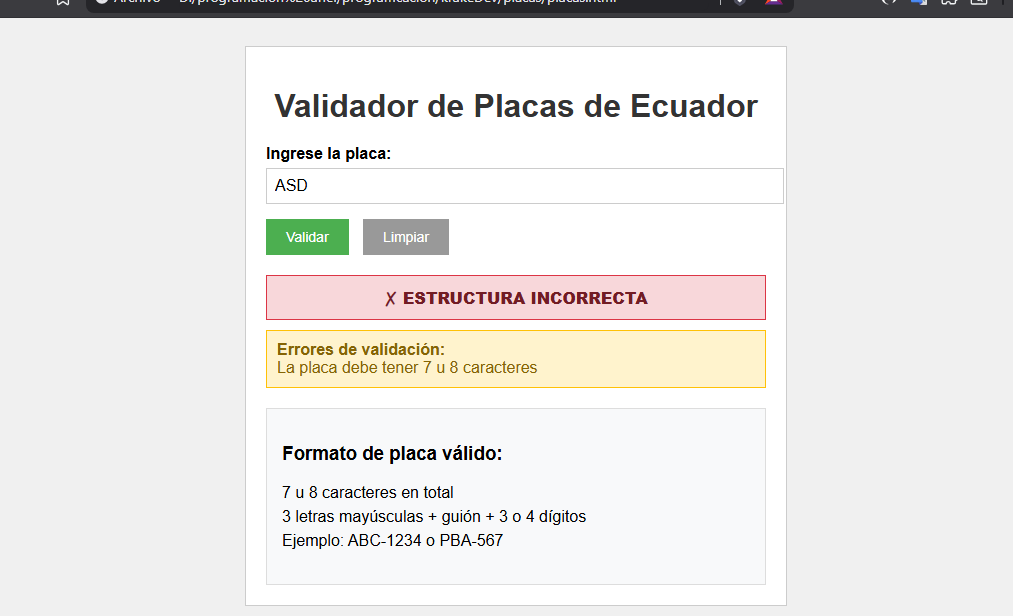 Validador de Placas de Ecuador
Ingrese la placa:
ASD
Validar Limpiar
✗ ESTRUCTURA INCORRECTA
Errores de validación:
La placa debe tener 7 u 8 caracteres
Formato de placa válido:
7 u 8 caracteres en total
3 letras mayúsculas + guión + 3 o 4 dígitos
Ejemplo: ABC-1234 o PBA-567